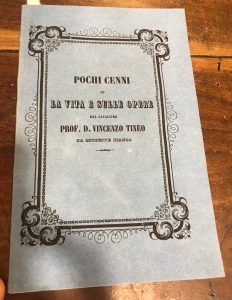 POCHI CENNI
SU
LA VITA E SULLE OPERE
DEL CAVALIERE
PROF. D. VINCENZO TINEO
DA GIUSEPPE BIANCA